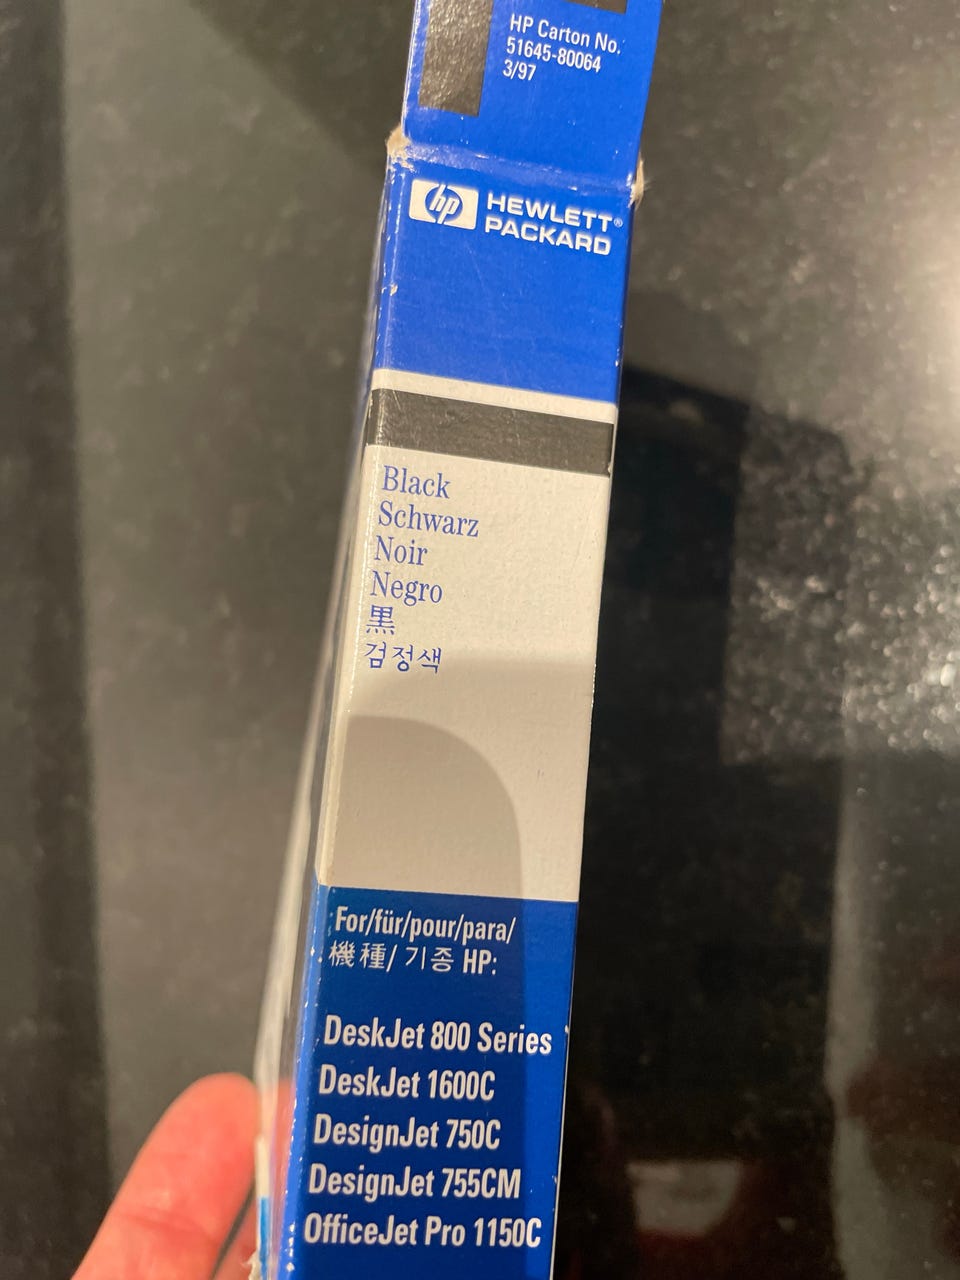 HP Carton No.
51645-80064
3/97
hp HEWLETT®
PACKARD
Black
Schwarz
Noir
Negro
黒
검정색
For/für/pour/para/
機種/ 기종 HP:
DeskJet 800 Series
DeskJet 1600C
DesignJet 750C
DesignJet 755CM
OfficeJet Pro 1150C